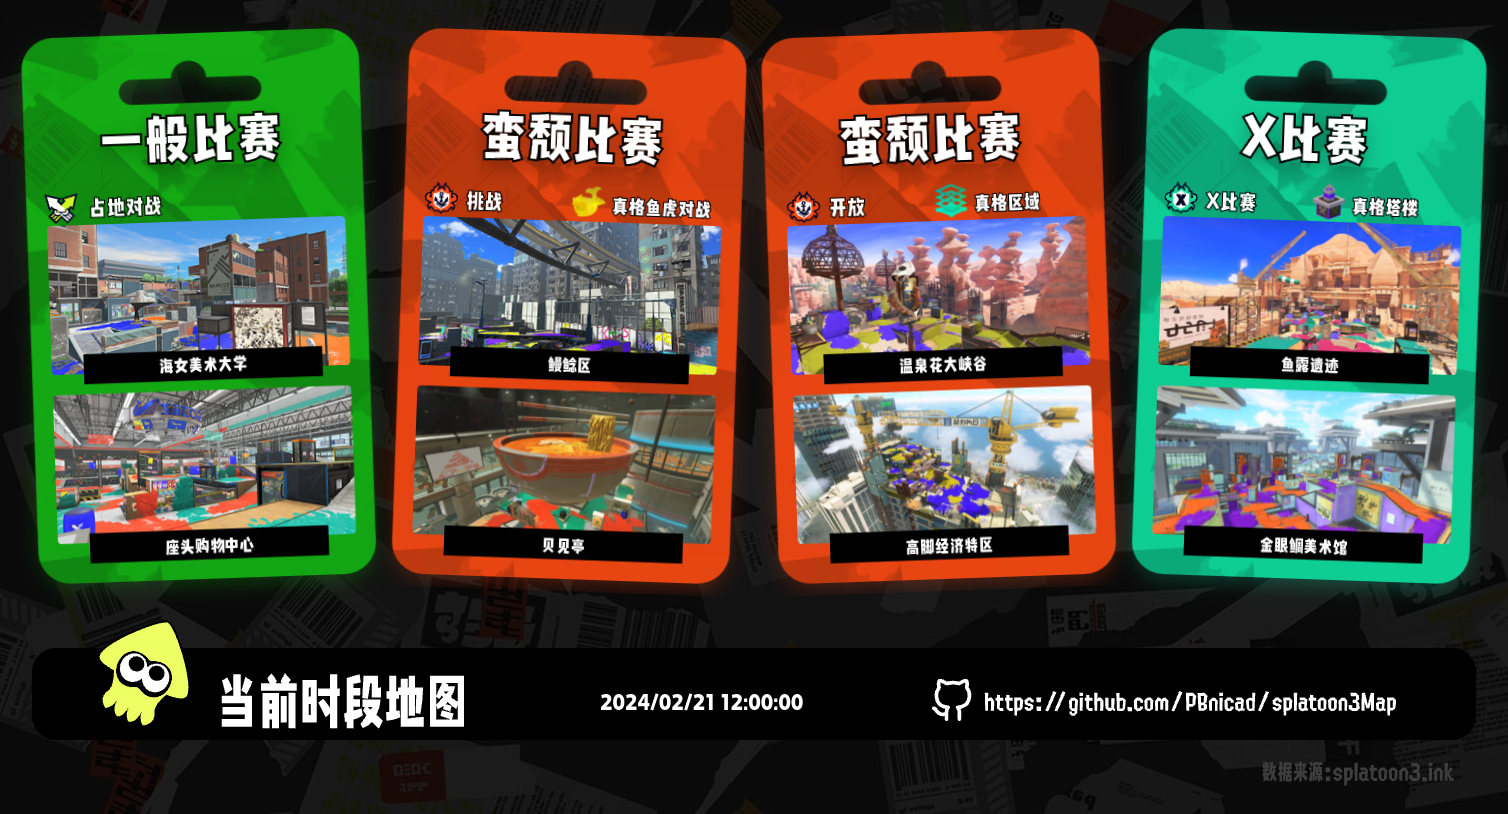 一般比赛
占地对战
海女美术大学
座头购物中心
蛮颓比赛
挑战
真格鱼虎对战
鳗鲶区
贝见亭
蛮颓比赛
开放
真格区域
温泉花大峡谷
高脚经济特区
X比赛
X比赛
真格塔楼
鱼露遗迹
金眼鲷美术馆
当前时段地图
2024/02/21 12:00:00
https://github.com/PBnicad/splatoon3Map
数据来源:splatoon3.ink